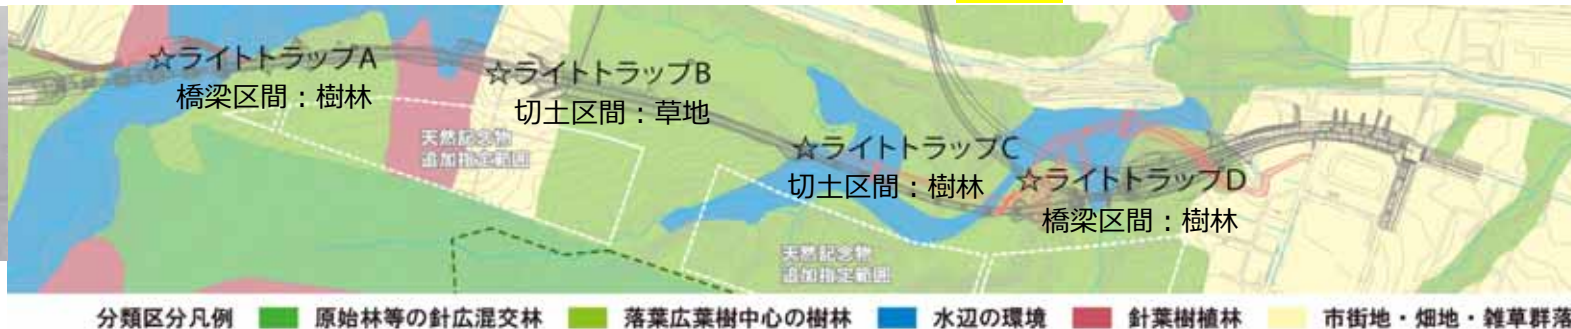 ☆ライトトラップA
橋梁区間：樹林
☆ライトトラップB
切土区間：草地
天然記念物
追加指定範囲
☆ライトトラップC
切土区間：樹林
☆ライトトラップD
橋梁区間：樹林
天然記念物
追加指定範囲
分類区分凡例 原始林等の針広混交林 落葉広葉樹中心の樹林 水辺の環境 針葉樹植林 市街地・畑地・雑草群落